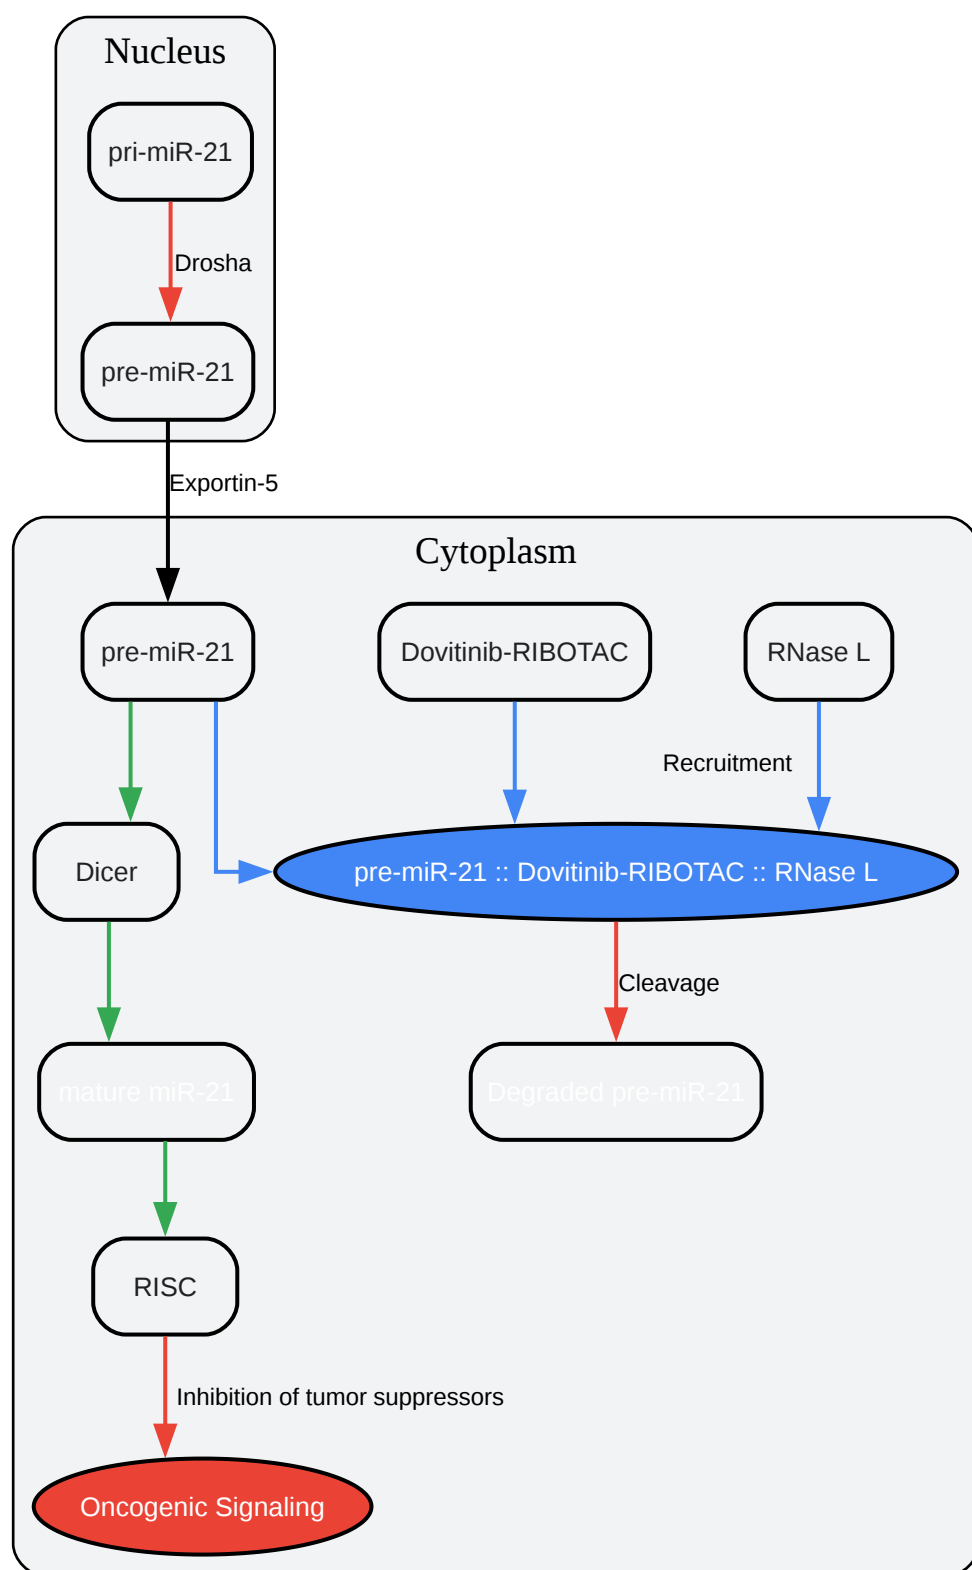 Nucleus
pri-miR-21
Drosha
pre-miR-21
Exportin-5
Cytoplasm
pre-miR-21
Dovitinib-RIBOTAC
RNase L
Recruitment
Dicer
pre-miR-21 :: Dovitinib-RIBOTAC :: RNase L
Cleavage
mature miR-21
Degraded pre-miR-21
RISC
Inhibition of tumor suppressors
Oncogenic Signaling